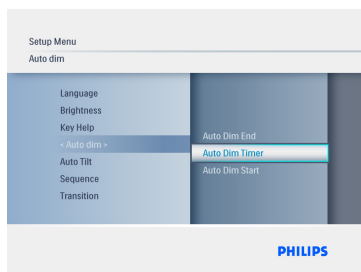 Setup Menu
Auto dim
Language
Brightness
Key Help
< Auto dim >
Auto Tilt
Sequence
Transition
Auto Dim End
Auto Dim Timer
Auto Dim Start
PHILIPS